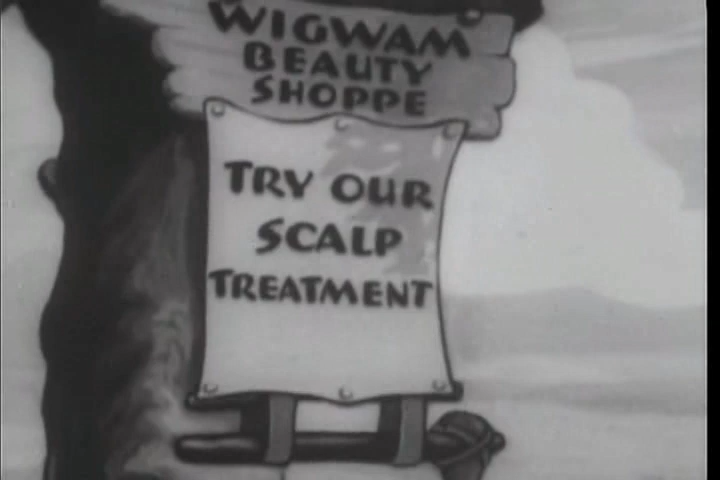 WIGWAM
BEAUTY
SHOPPE
TRY OUR
SCALP
TREATMENT